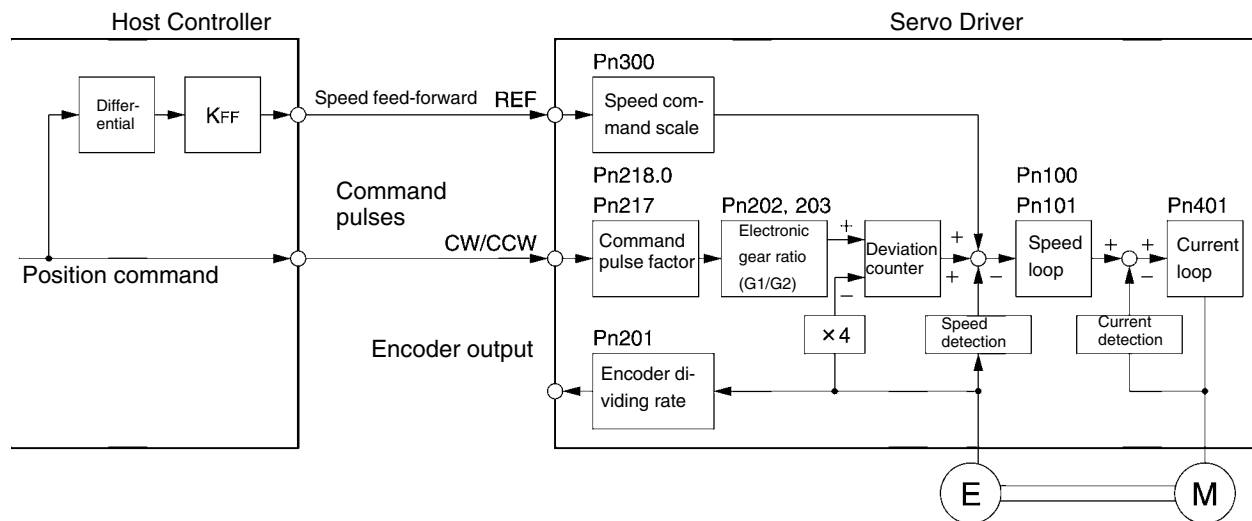 Host Controller
Servo Driver
Differ-
ential
KFF
Speed feed-forward
REF
Pn300
Speed com-
mand scale
Command
pulses
CW/CCW
Position command
Pn218.0
Pn217
Command
pulse factor
Pn202, 203
Electronic
gear ratio
(G1/G2)
+
−
Deviation
counter
+
+
−
Pn100
Pn101
−
Speed
loop
+
−
+
Pn401
Current
loop
×4
Speed
detection
Current
detection
Encoder output
Pn201
Encoder di-
viding rate
E
M